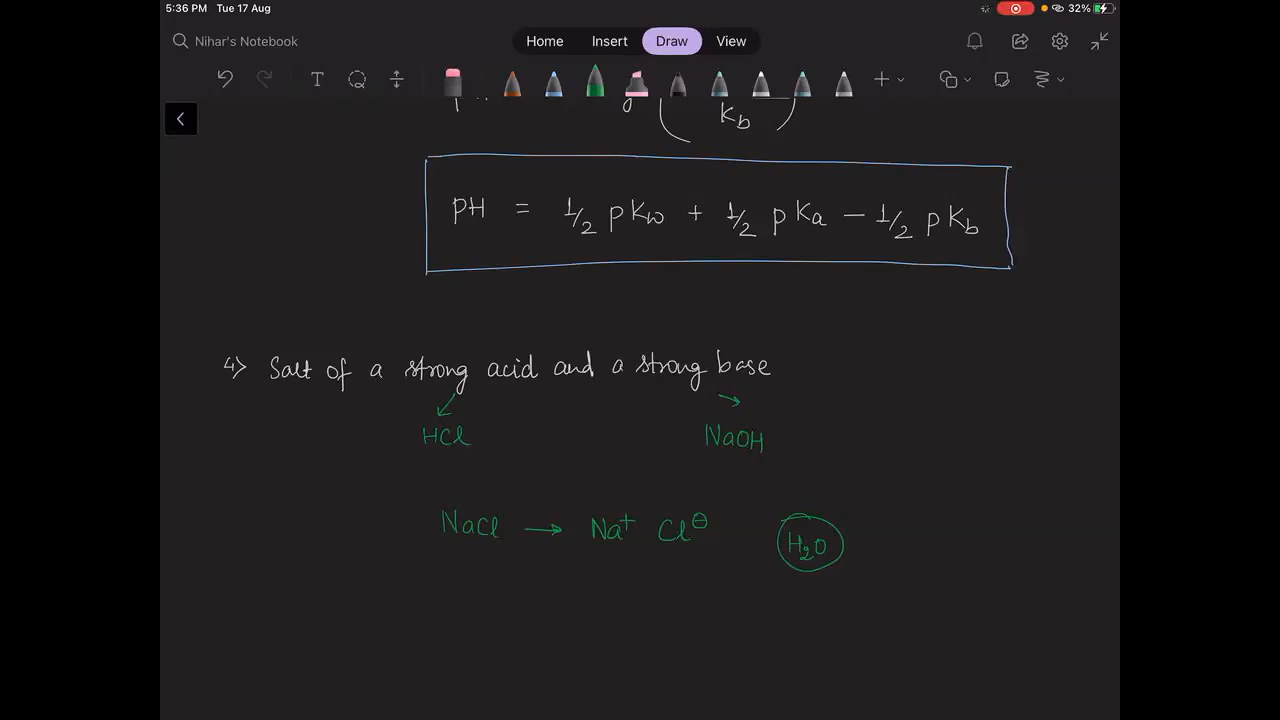 5:36 PM Tue 17 Aug 32%
Nihar's Notebook Home Insert Draw View
K_b
pH = 1/2 pKw + 1/2 pKa − 1/2 pKb
4> Salt of a strong acid and a strong base
HCl NaOH
NaCl → Na⁺ Cl⊖ H₂O